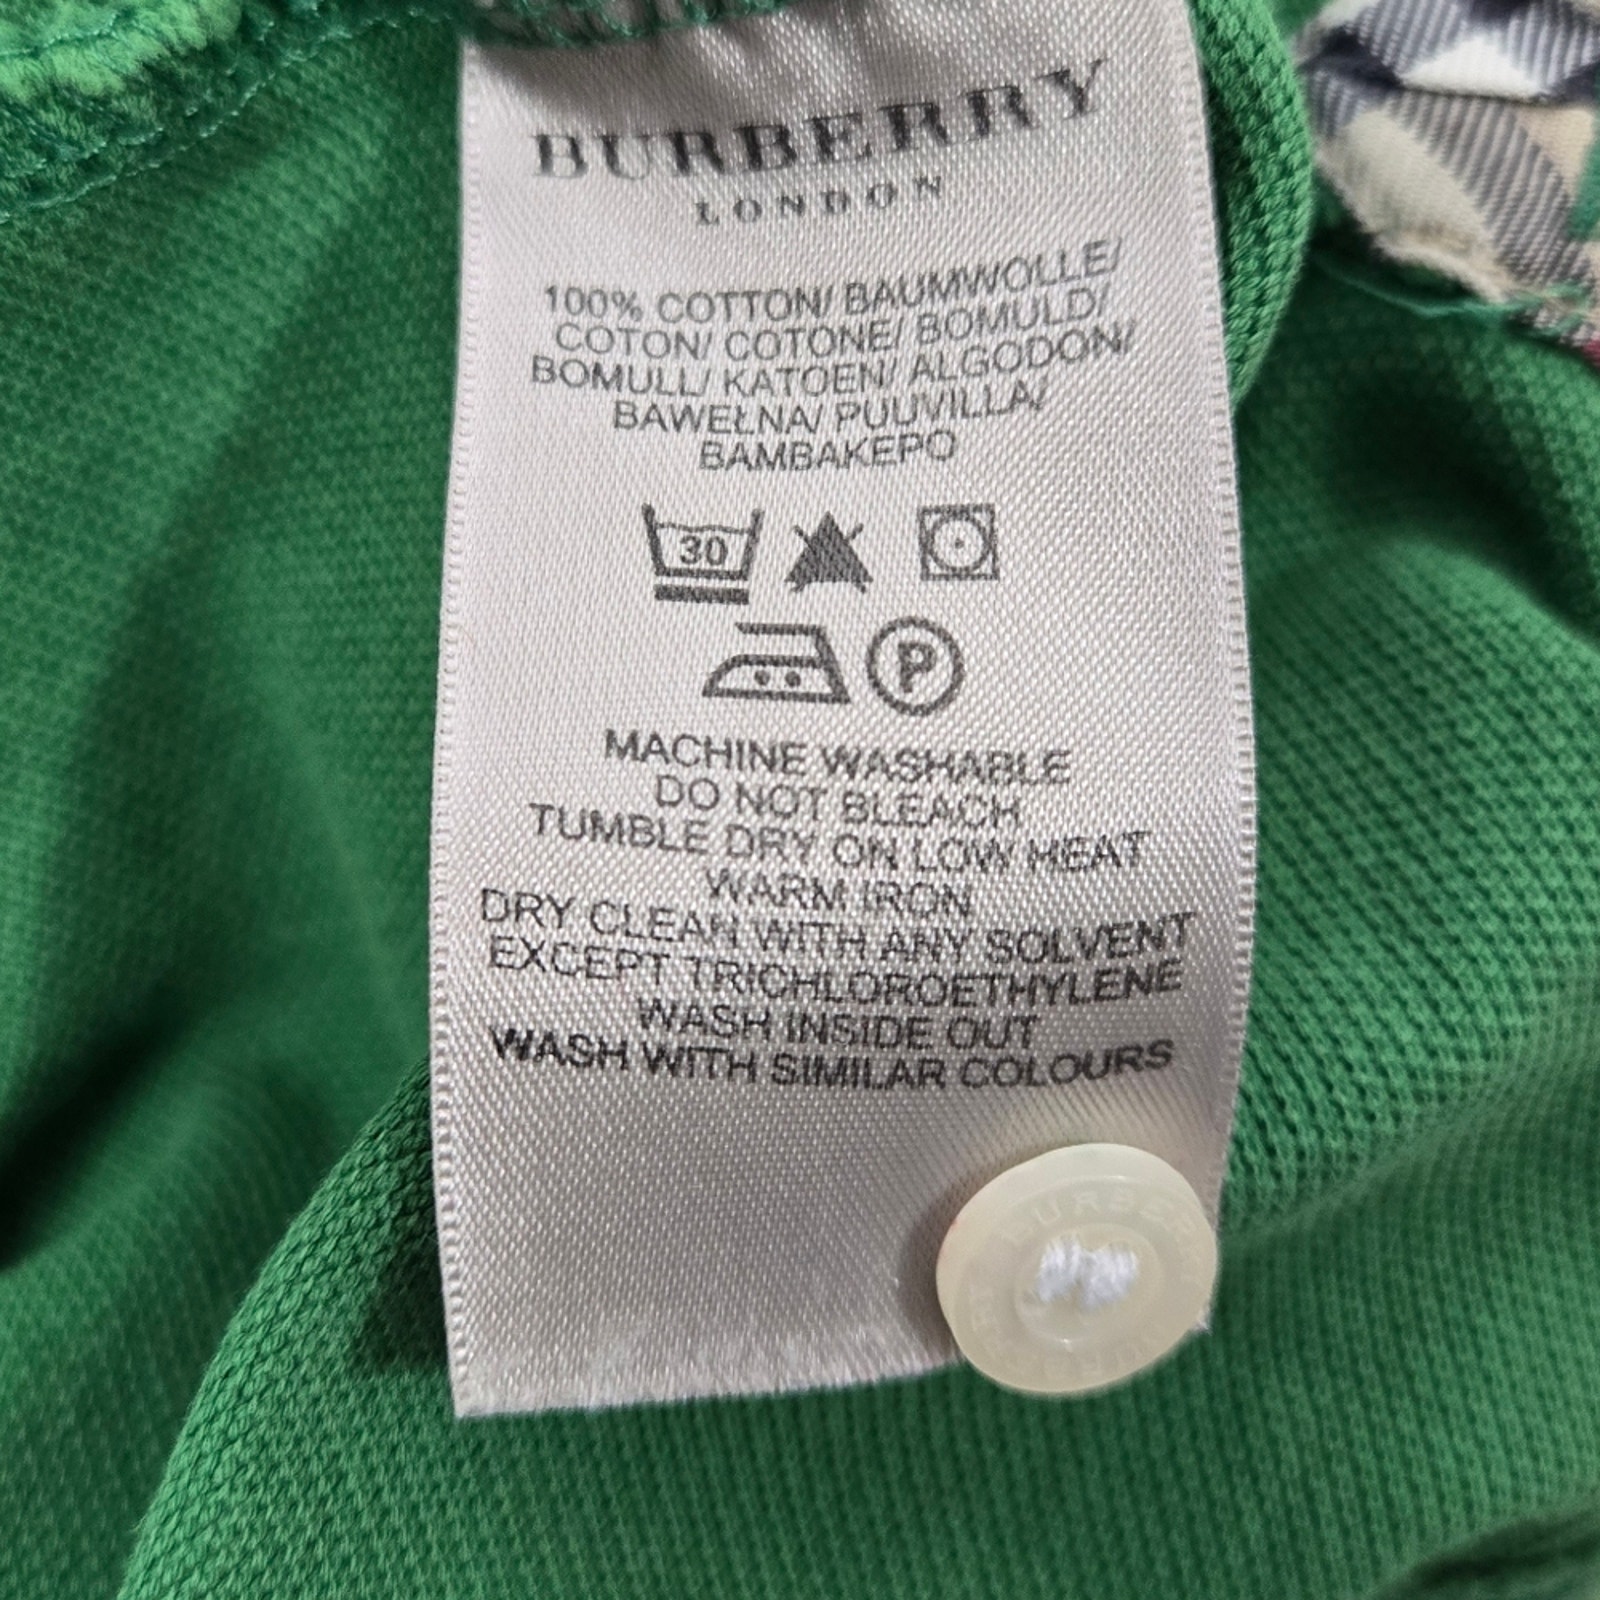 BURBERRY
LONDON
100% COTTON/ BAUMWOLLE/
COTON/ COTONE/ BOMULD/
BOMULL/ KATOEN/ ALGODON/
BAWEŁNA/ PUUVILLA/
BAMBAKEPO
30
P
MACHINE WASHABLE
DO NOT BLEACH
TUMBLE DRY ON LOW HEAT
WARM IRON
DRY CLEAN WITH ANY SOLVENT
EXCEPT TRICHLOROETHYLENE
WASH INSIDE OUT
WASH WITH SIMILAR COLOURS
BURBERRY